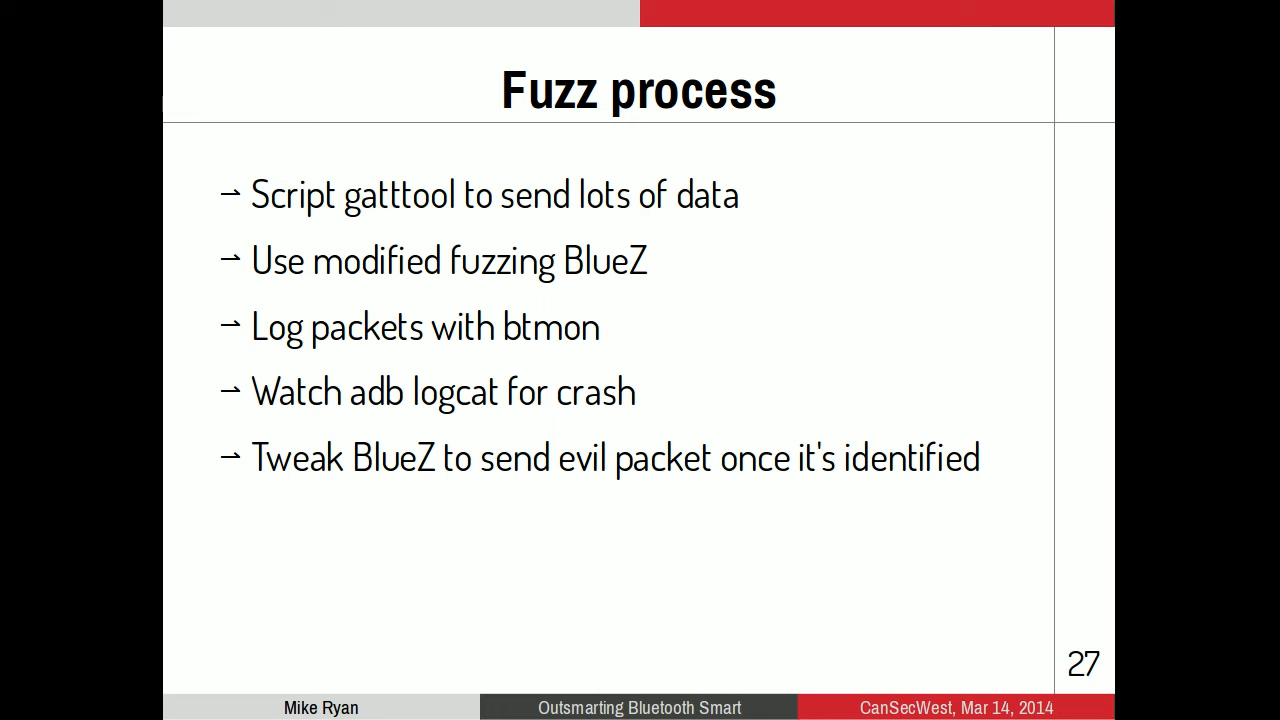 Fuzz process
⇀ Script gatttool to send lots of data
⇀ Use modified fuzzing BlueZ
⇀ Log packets with btmon
⇀ Watch adb logcat for crash
⇀ Tweak BlueZ to send evil packet once it's identified
27
Mike Ryan
Outsmarting Bluetooth Smart
CanSecWest, Mar 14, 2014